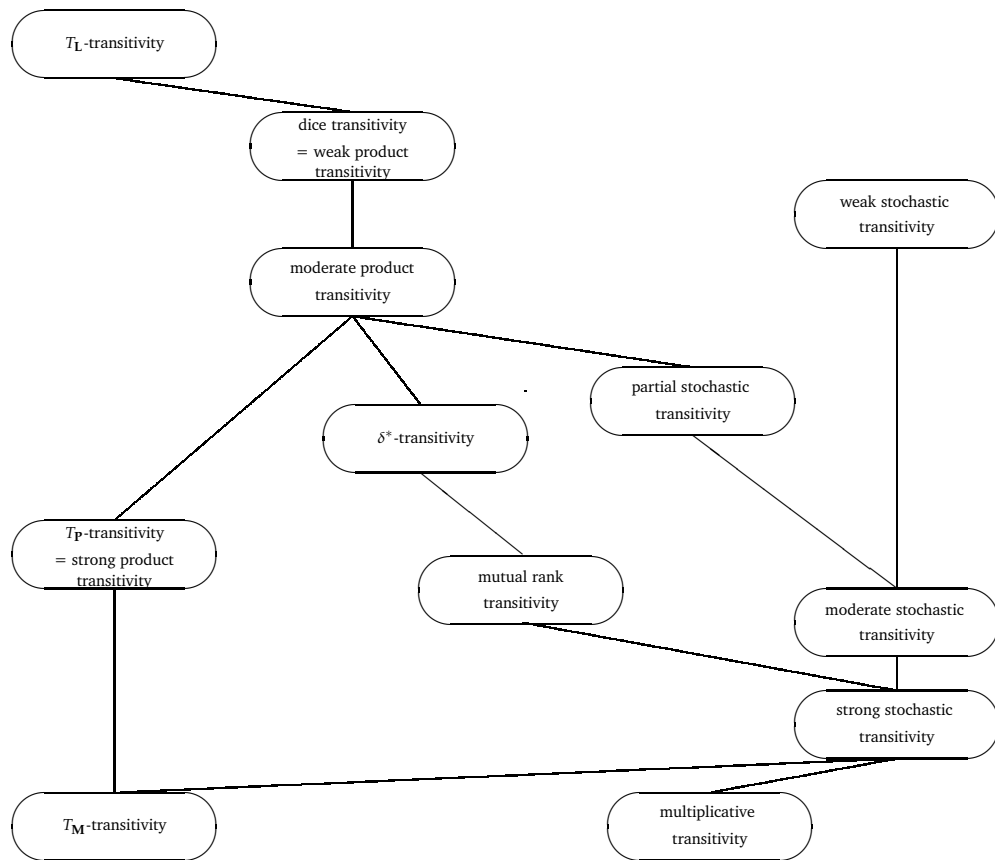 T_L-transitivity
dice transitivity
= weak product
transitivity
weak stochastic
transitivity
moderate product
transitivity
partial stochastic
transitivity
δ*-transitivity
T_P-transitivity
= strong product
transitivity
mutual rank
transitivity
moderate stochastic
transitivity
strong stochastic
transitivity
T_M-transitivity
multiplicative
transitivity